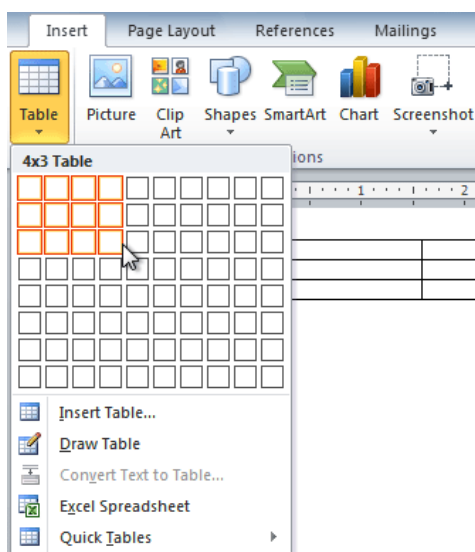 Insert Page Layout References Mailings
Table Picture Clip Art Shapes SmartArt Chart Screenshot
ions
4x3 Table
1 2
Insert Table...
Draw Table
Convert Text to Table...
Excel Spreadsheet
Quick Tables